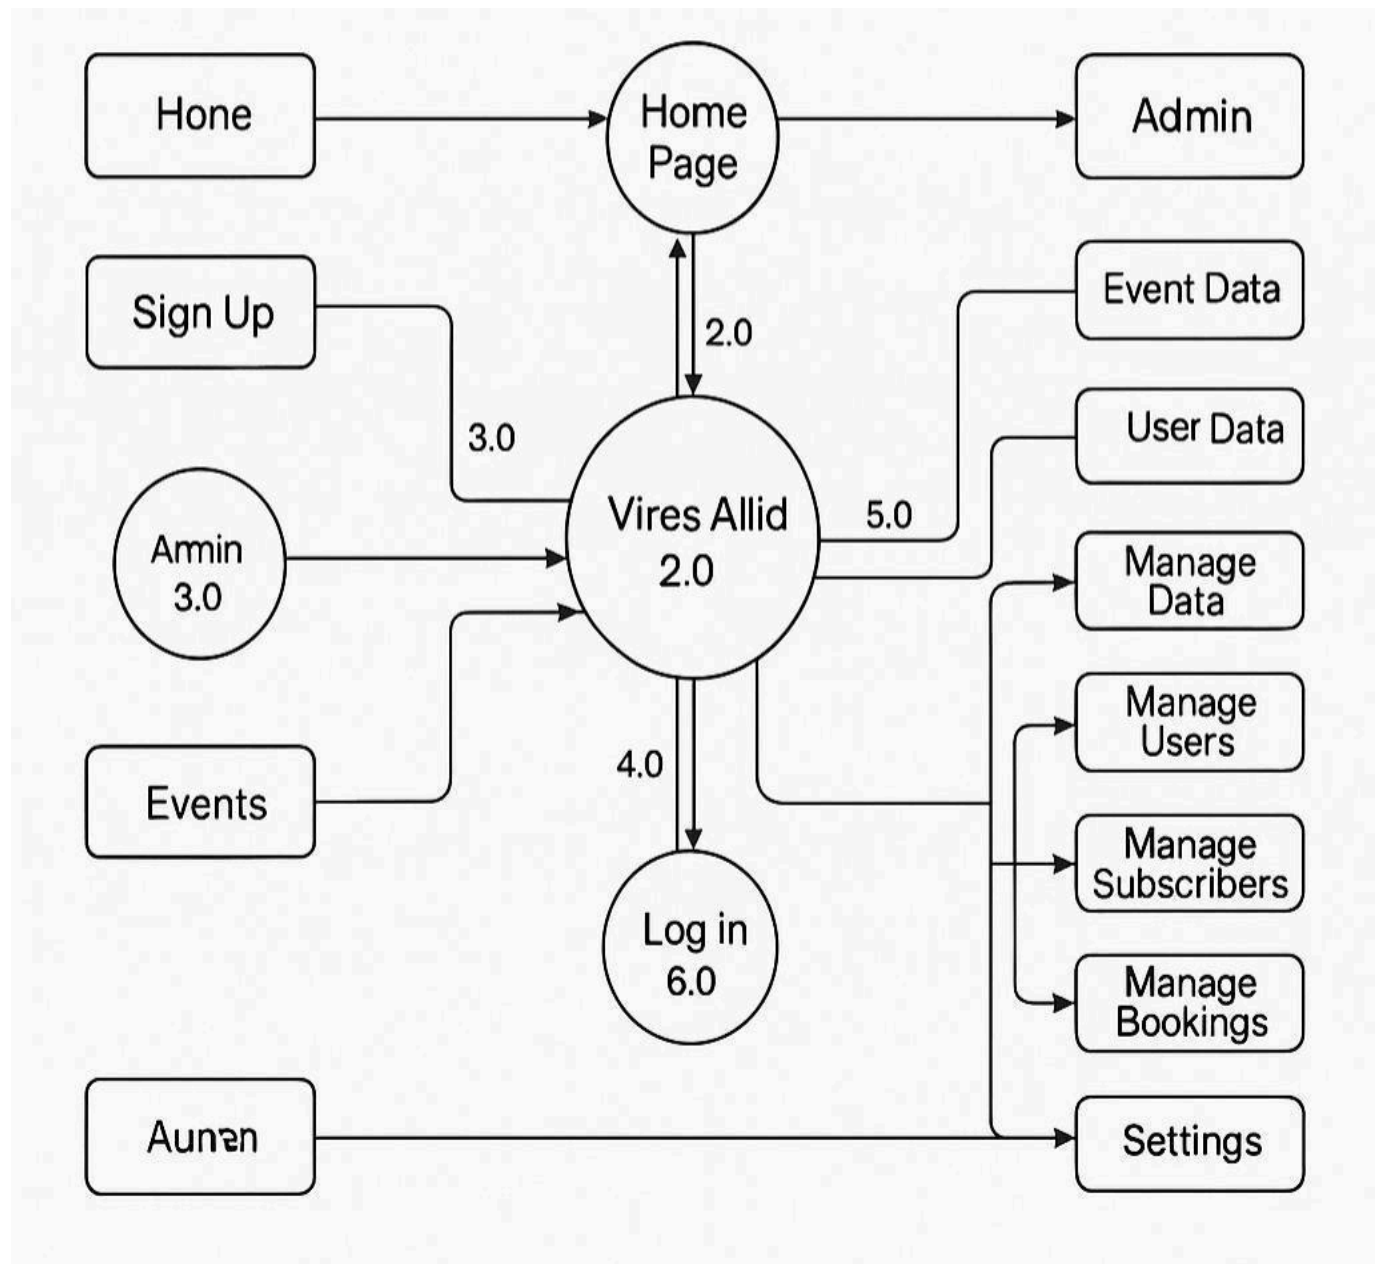 Hone
Home
Page
Admin
Sign Up
2.0
Event Data
3.0
User Data
Armin
3.0
Vires Allid
2.0
5.0
Manage
Data
Manage
Users
Events
4.0
Manage
Subscribers
Log in
6.0
Manage
Bookings
Settings